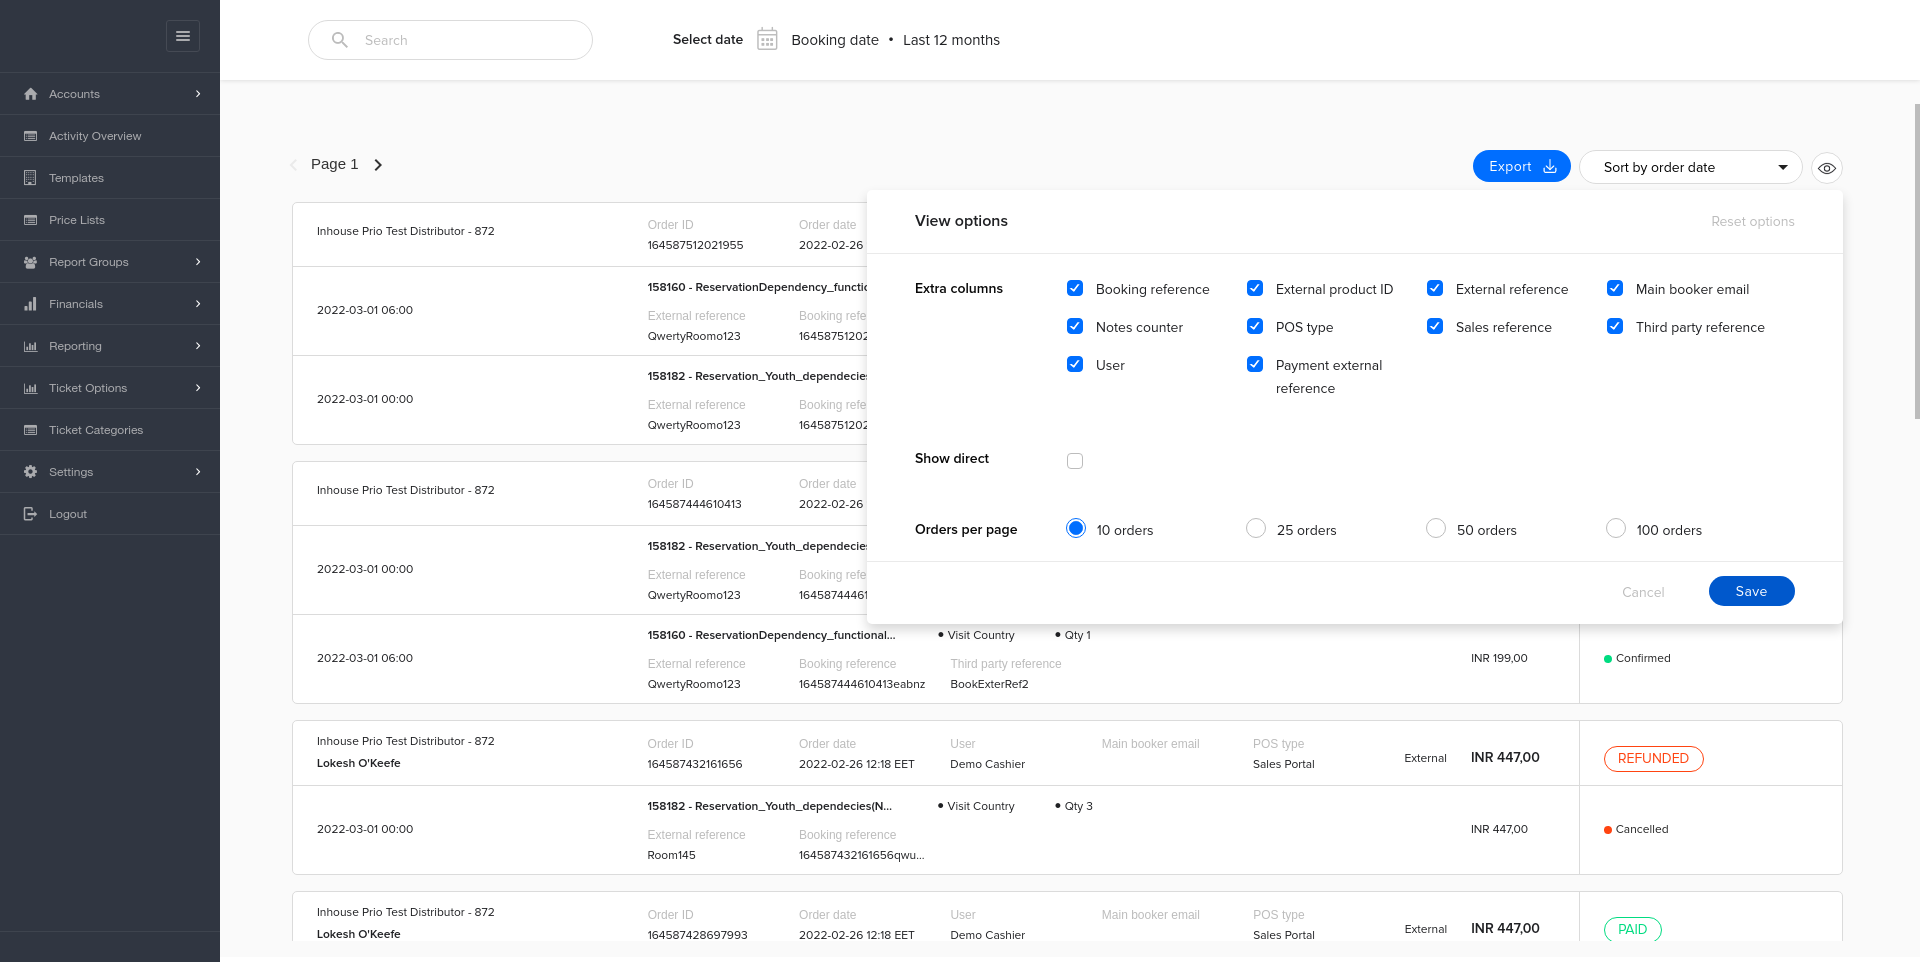 Search
Select date
Booking date • Last 12 months
Accounts
Activity Overview
Templates
Price Lists
Report Groups
Financials
Reporting
Ticket Options
Ticket Categories
Settings
Logout
Page 1
Export
Sort by order date
View options
Reset options
Extra columns
Booking reference
External product ID
External reference
Main booker email
Notes counter
POS type
Sales reference
Third party reference
User
Payment external
reference
Show direct
Orders per page
10 orders
25 orders
50 orders
100 orders
Cancel
Save
Inhouse Prio Test Distributor - 872
Order ID
164587512021955
Order date
2022-02-26
2022-03-01 06:00
158160 - ReservationDependency_functio
External reference
QwertyRoomo123
Booking refe
16458751202
2022-03-01 00:00
158182 - Reservation_Youth_dependecies
External reference
QwertyRoomo123
Booking refe
16458751202
Inhouse Prio Test Distributor - 872
Order ID
164587444610413
Order date
2022-02-26
2022-03-01 00:00
158182 - Reservation_Youth_dependecies
External reference
QwertyRoomo123
Booking refe
16458744461
2022-03-01 06:00
158160 - ReservationDependency_functional...
• Visit Country
• Qty 1
External reference
QwertyRoomo123
Booking reference
164587444610413eabnz
Third party reference
BookExterRef2
INR 199,00
Confirmed
Inhouse Prio Test Distributor - 872
Lokesh O'Keefe
Order ID
164587432161656
Order date
2022-02-26 12:18 EET
User
Demo Cashier
Main booker email
POS type
Sales Portal
External
INR 447,00
REFUNDED
2022-03-01 00:00
158182 - Reservation_Youth_dependecies(N...
• Visit Country
• Qty 3
External reference
Room145
Booking reference
164587432161656qwu...
INR 447,00
Cancelled
Inhouse Prio Test Distributor - 872
Lokesh O'Keefe
Order ID
164587428697993
Order date
2022-02-26 12:18 EET
User
Demo Cashier
Main booker email
POS type
Sales Portal
External
INR 447,00
PAID